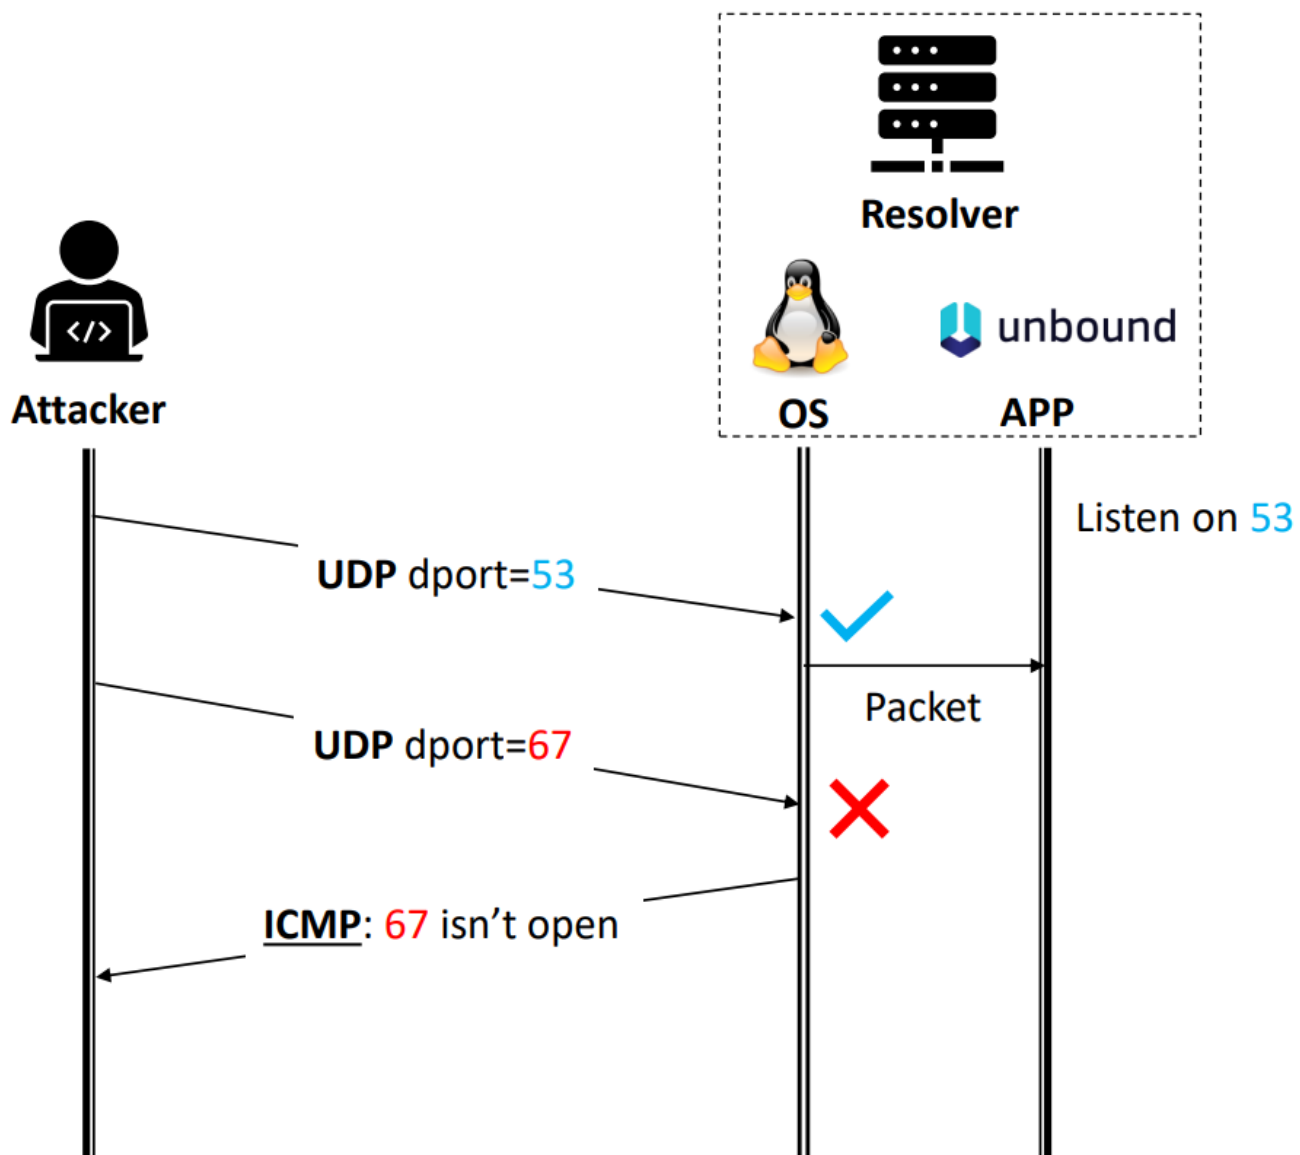 Resolver
unbound
Attacker
OS
APP
Listen on 53
UDP dport=53
Packet
UDP dport=67
ICMP: 67 isn’t open